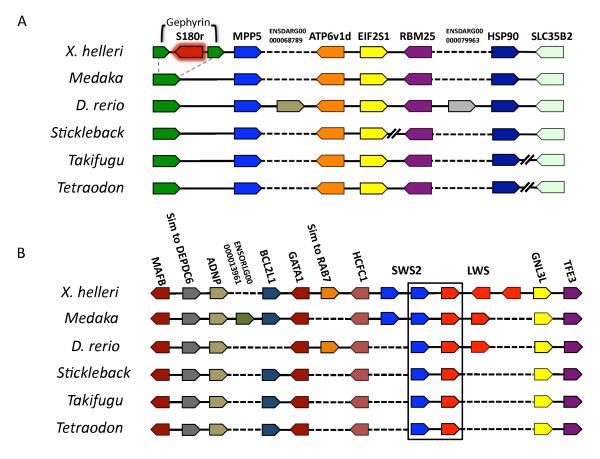 A
Gephyrin
S180r
MPP5
ENSDARG00
000068789
ATP6v1d
EIF2S1
RBM25
ENSDARG00
000079963
HSP90
SLC35B2
X. helleri
Medaka
D. rerio
Stickleback
Takifugu
Tetraodon
B
MAFB
Sim to DEPDC6
ADNP
ENSORLG00
000013961
BCL2L1
GATA1
Sim to RAB7
HCFC1
SWS2
LWS
GNL3L
TFE3
X. helleri
Medaka
D. rerio
Stickleback
Takifugu
Tetraodon